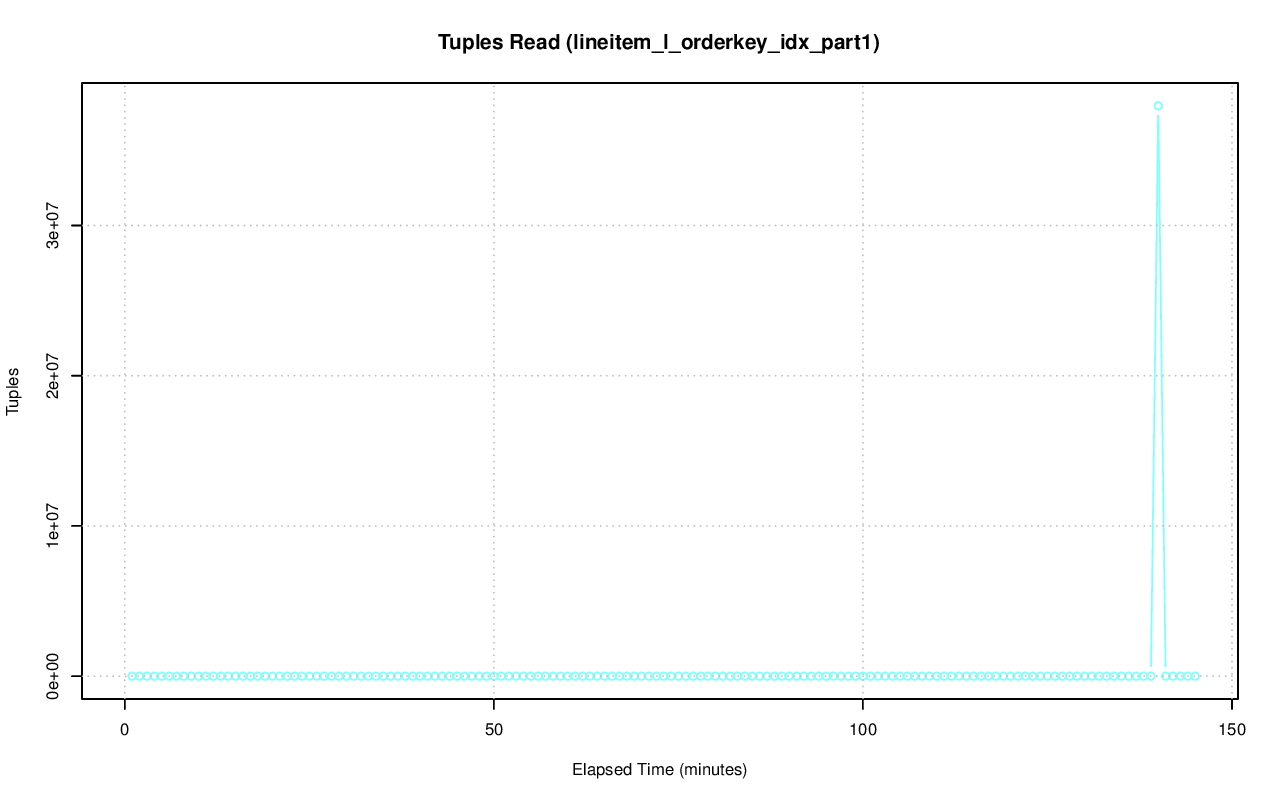 Tuples Read (lineitem_l_orderkey_idx_part1)
Tuples
3e+07
2e+07
1e+07
0e+00
0 50 100 150
Elapsed Time (minutes)